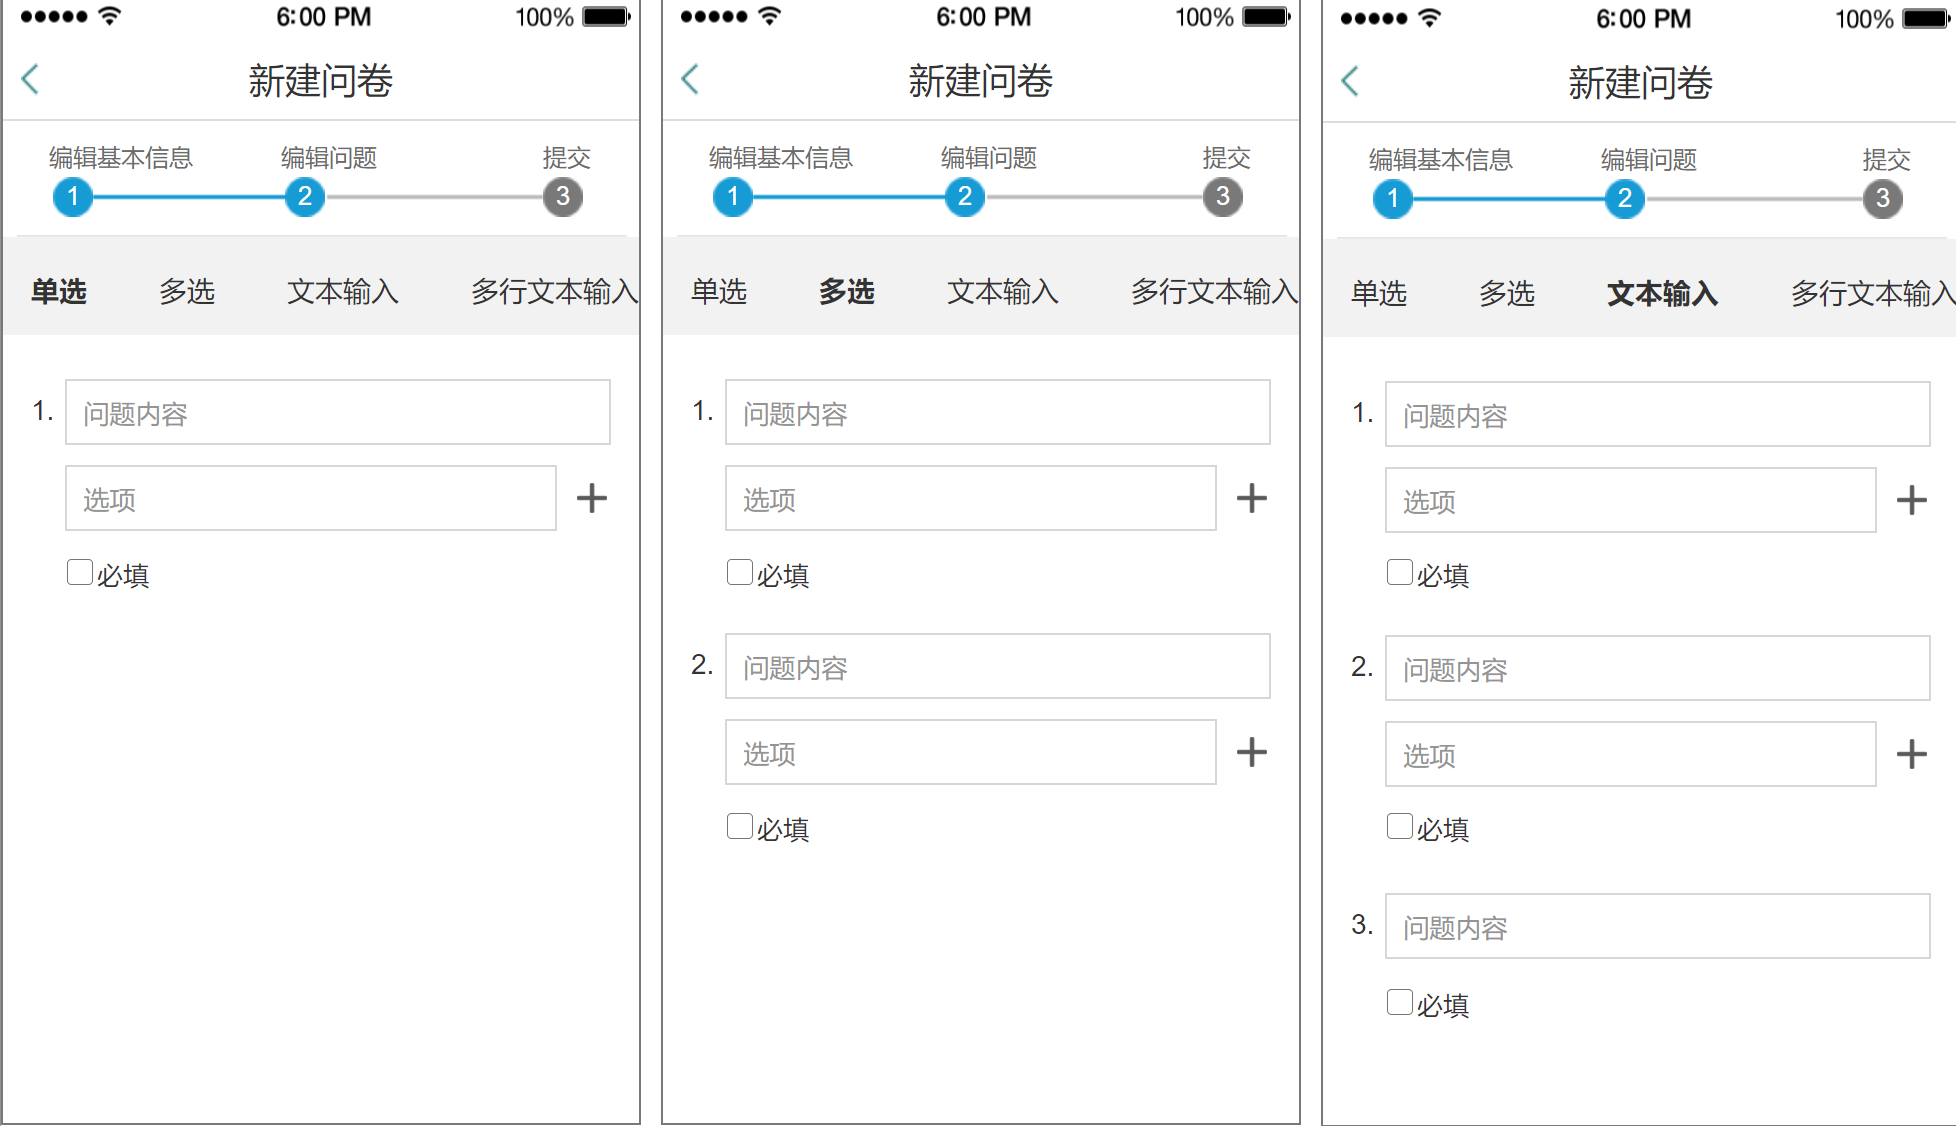 6:00 PM 100%
新建问卷
编辑基本信息 编辑问题 提交
1 2 3
单选 多选 文本输入 多行文本输入
1. 问题内容
选项
必填
6:00 PM 100%
新建问卷
编辑基本信息 编辑问题 提交
1 2 3
单选 多选 文本输入 多行文本输入
1. 问题内容
选项
必填
2. 问题内容
选项
必填
6:00 PM 100%
新建问卷
编辑基本信息 编辑问题 提交
1 2 3
单选 多选 文本输入 多行文本输入
1. 问题内容
选项
必填
2. 问题内容
选项
必填
3. 问题内容
必填